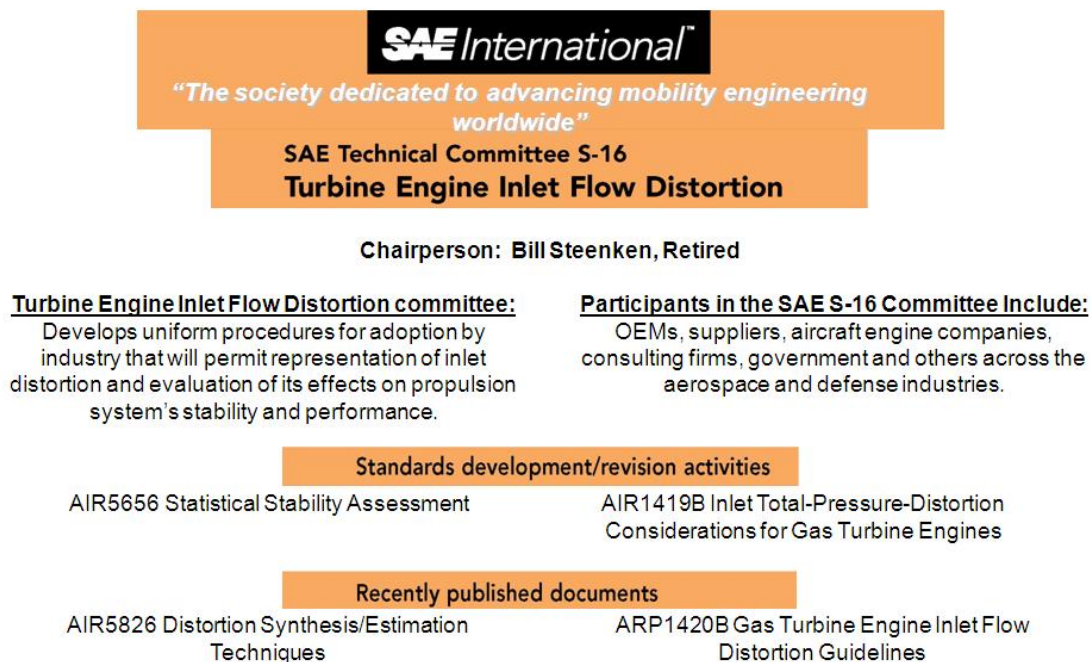 SAE International™
“The society dedicated to advancing mobility engineering
worldwide”
SAE Technical Committee S-16
Turbine Engine Inlet Flow Distortion
Chairperson: Bill Steenken, Retired
Turbine Engine Inlet Flow Distortion committee:
Develops uniform procedures for adoption by
industry that will permit representation of inlet
distortion and evaluation of its effects on propulsion
system’s stability and performance.
Participants in the SAE S-16 Committee Include:
OEMs, suppliers, aircraft engine companies,
consulting firms, government and others across the
aerospace and defense industries.
Standards development/revision activities
AIR5656 Statistical Stability Assessment
AIR1419B Inlet Total-Pressure-Distortion
Considerations for Gas Turbine Engines
Recently published documents
AIR5826 Distortion Synthesis/Estimation
Techniques
ARP1420B Gas Turbine Engine Inlet Flow
Distortion Guidelines